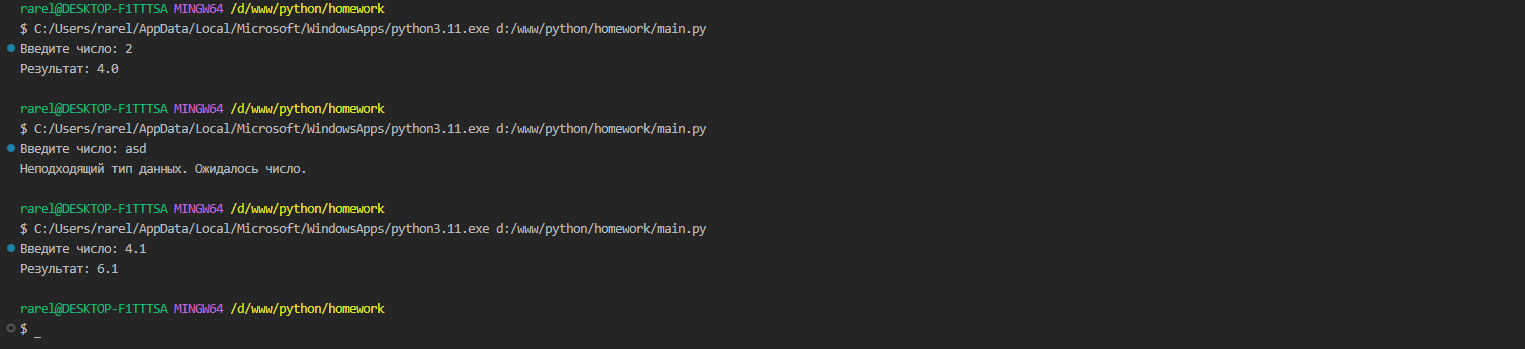 rarel@DESKTOP-F1TTTSA MINGW64 /d/www/python/homework
$ C:/Users/rarel/AppData/Local/Microsoft/WindowsApps/python3.11.exe d:/www/python/homework/main.py
Введите число: 2
Результат: 4.0
rarel@DESKTOP-F1TTTSA MINGW64 /d/www/python/homework
$ C:/Users/rarel/AppData/Local/Microsoft/WindowsApps/python3.11.exe d:/www/python/homework/main.py
Введите число: asd
Неподходящий тип данных. Ожидалось число.
rarel@DESKTOP-F1TTTSA MINGW64 /d/www/python/homework
$ C:/Users/rarel/AppData/Local/Microsoft/WindowsApps/python3.11.exe d:/www/python/homework/main.py
Введите число: 4.1
Результат: 6.1
rarel@DESKTOP-F1TTTSA MINGW64 /d/www/python/homework
$ _